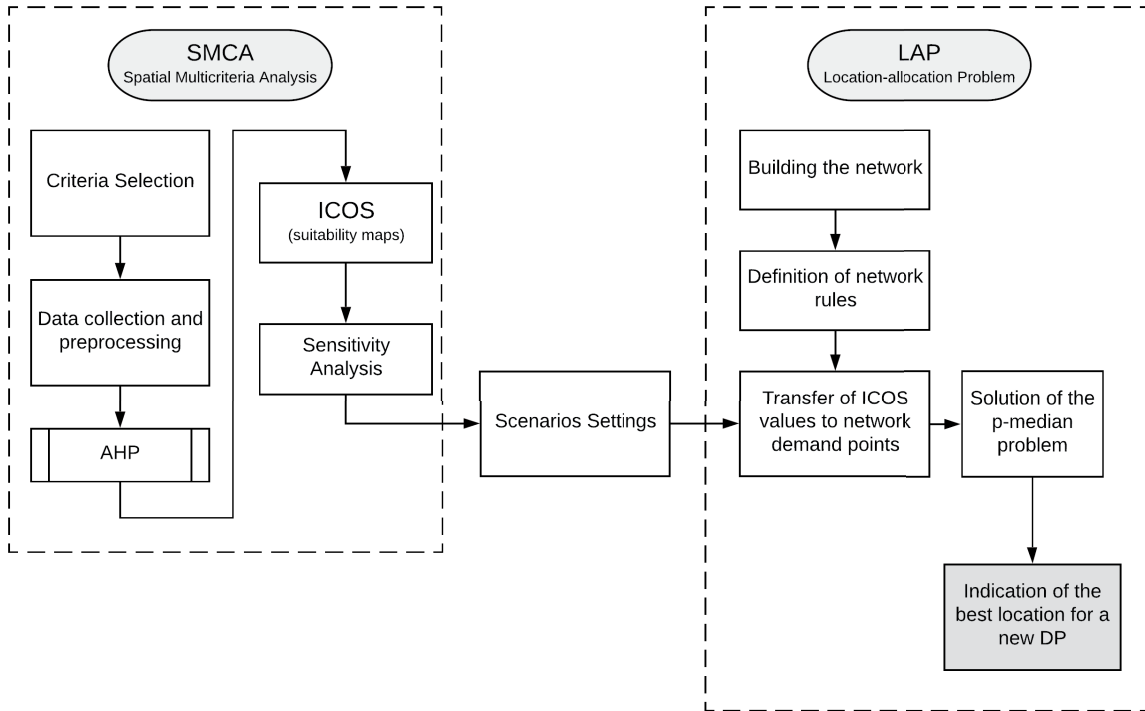 SMCA
Spatial Multicriteria Analysis
Criteria Selection
Data collection and
preprocessing
AHP
ICOS
(suitability maps)
Sensitivity
Analysis
Scenarios Settings
LAP
Location-allocation Problem
Building the network
Definition of network
rules
Transfer of ICOS
values to network
demand points
Solution of the
p-median
problem
Indication of the
best location for a
new DP